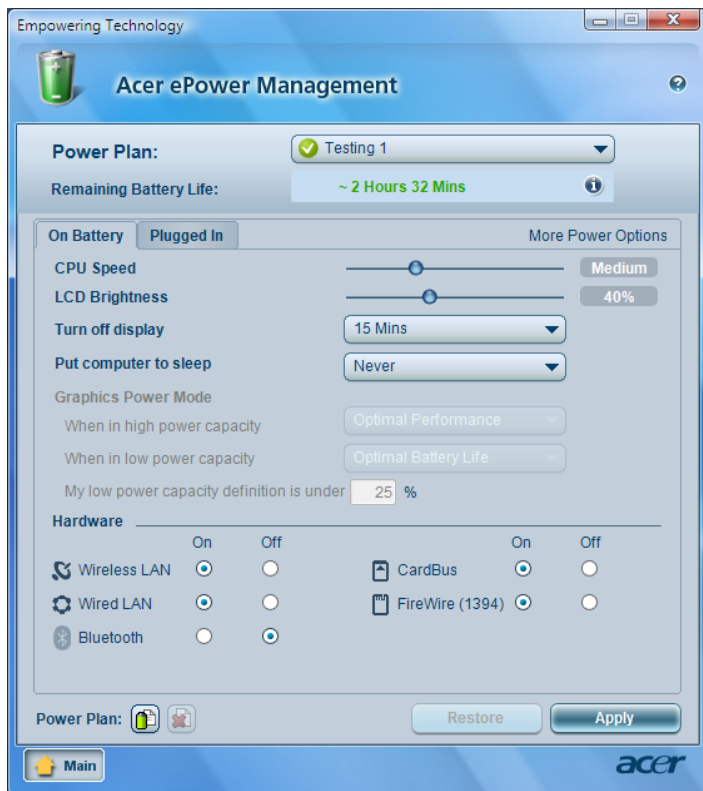 Empowering Technology
Acer ePower Management
Power Plan: Testing 1
Remaining Battery Life: ~ 2 Hours 32 Mins
On Battery Plugged In More Power Options
CPU Speed Medium
LCD Brightness 40%
Turn off display 15 Mins
Put computer to sleep Never
Graphics Power Mode
When in high power capacity Optimal Performance
When in low power capacity Optimal Battery Life
My low power capacity definition is under 25 %
Hardware
On Off On Off
Wireless LAN CardBus
Wired LAN FireWire (1394)
Bluetooth
Power Plan: Restore Apply
Main acer